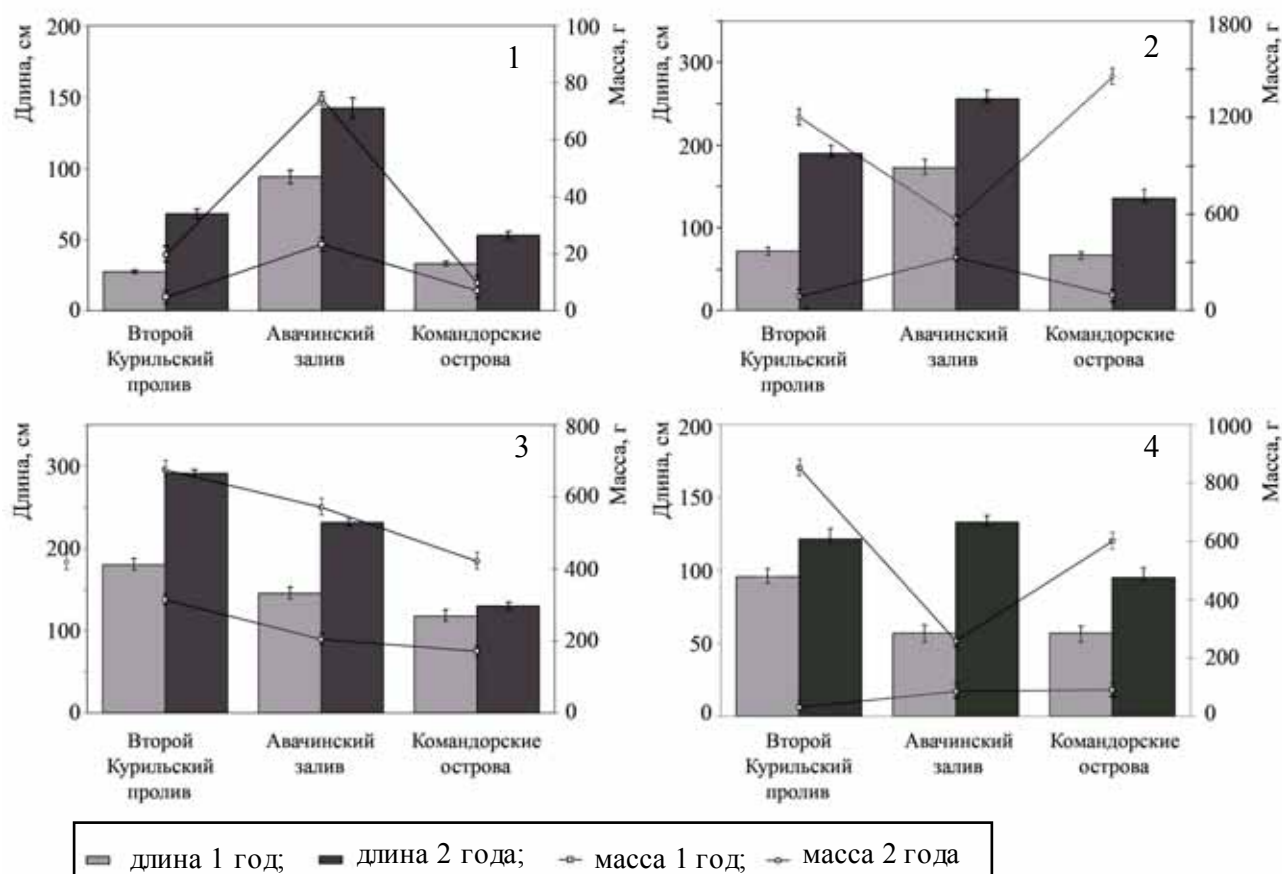 Длина, см
200
150
100
50
0
1
100
80
60
40
20
0
Масса, г
Второй Курильский пролив
Авачинский залив
Командорские острова
Длина, см
300
200
150
100
50
0
2
1800
1200
600
0
Масса, г
Второй Курильский пролив
Авачинский залив
Командорские острова
Длина, см
300
200
100
0
3
800
600
400
200
0
Масса, г
Второй Курильский пролив
Авачинский залив
Командорские острова
Длина, см
200
150
100
50
0
4
1000
800
600
400
200
0
Масса, г
Второй Курильский пролив
Авачинский залив
Командорские острова
длина 1 год; длина 2 года; масса 1 год; масса 2 года